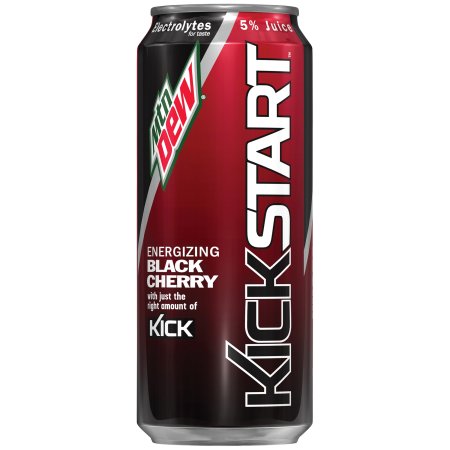 Electrolytes
for taste
5% Juice
Mtn
DEW
®
KICKSTART
ENERGIZING
BLACK
CHERRY
with just the
right amount of
KICK